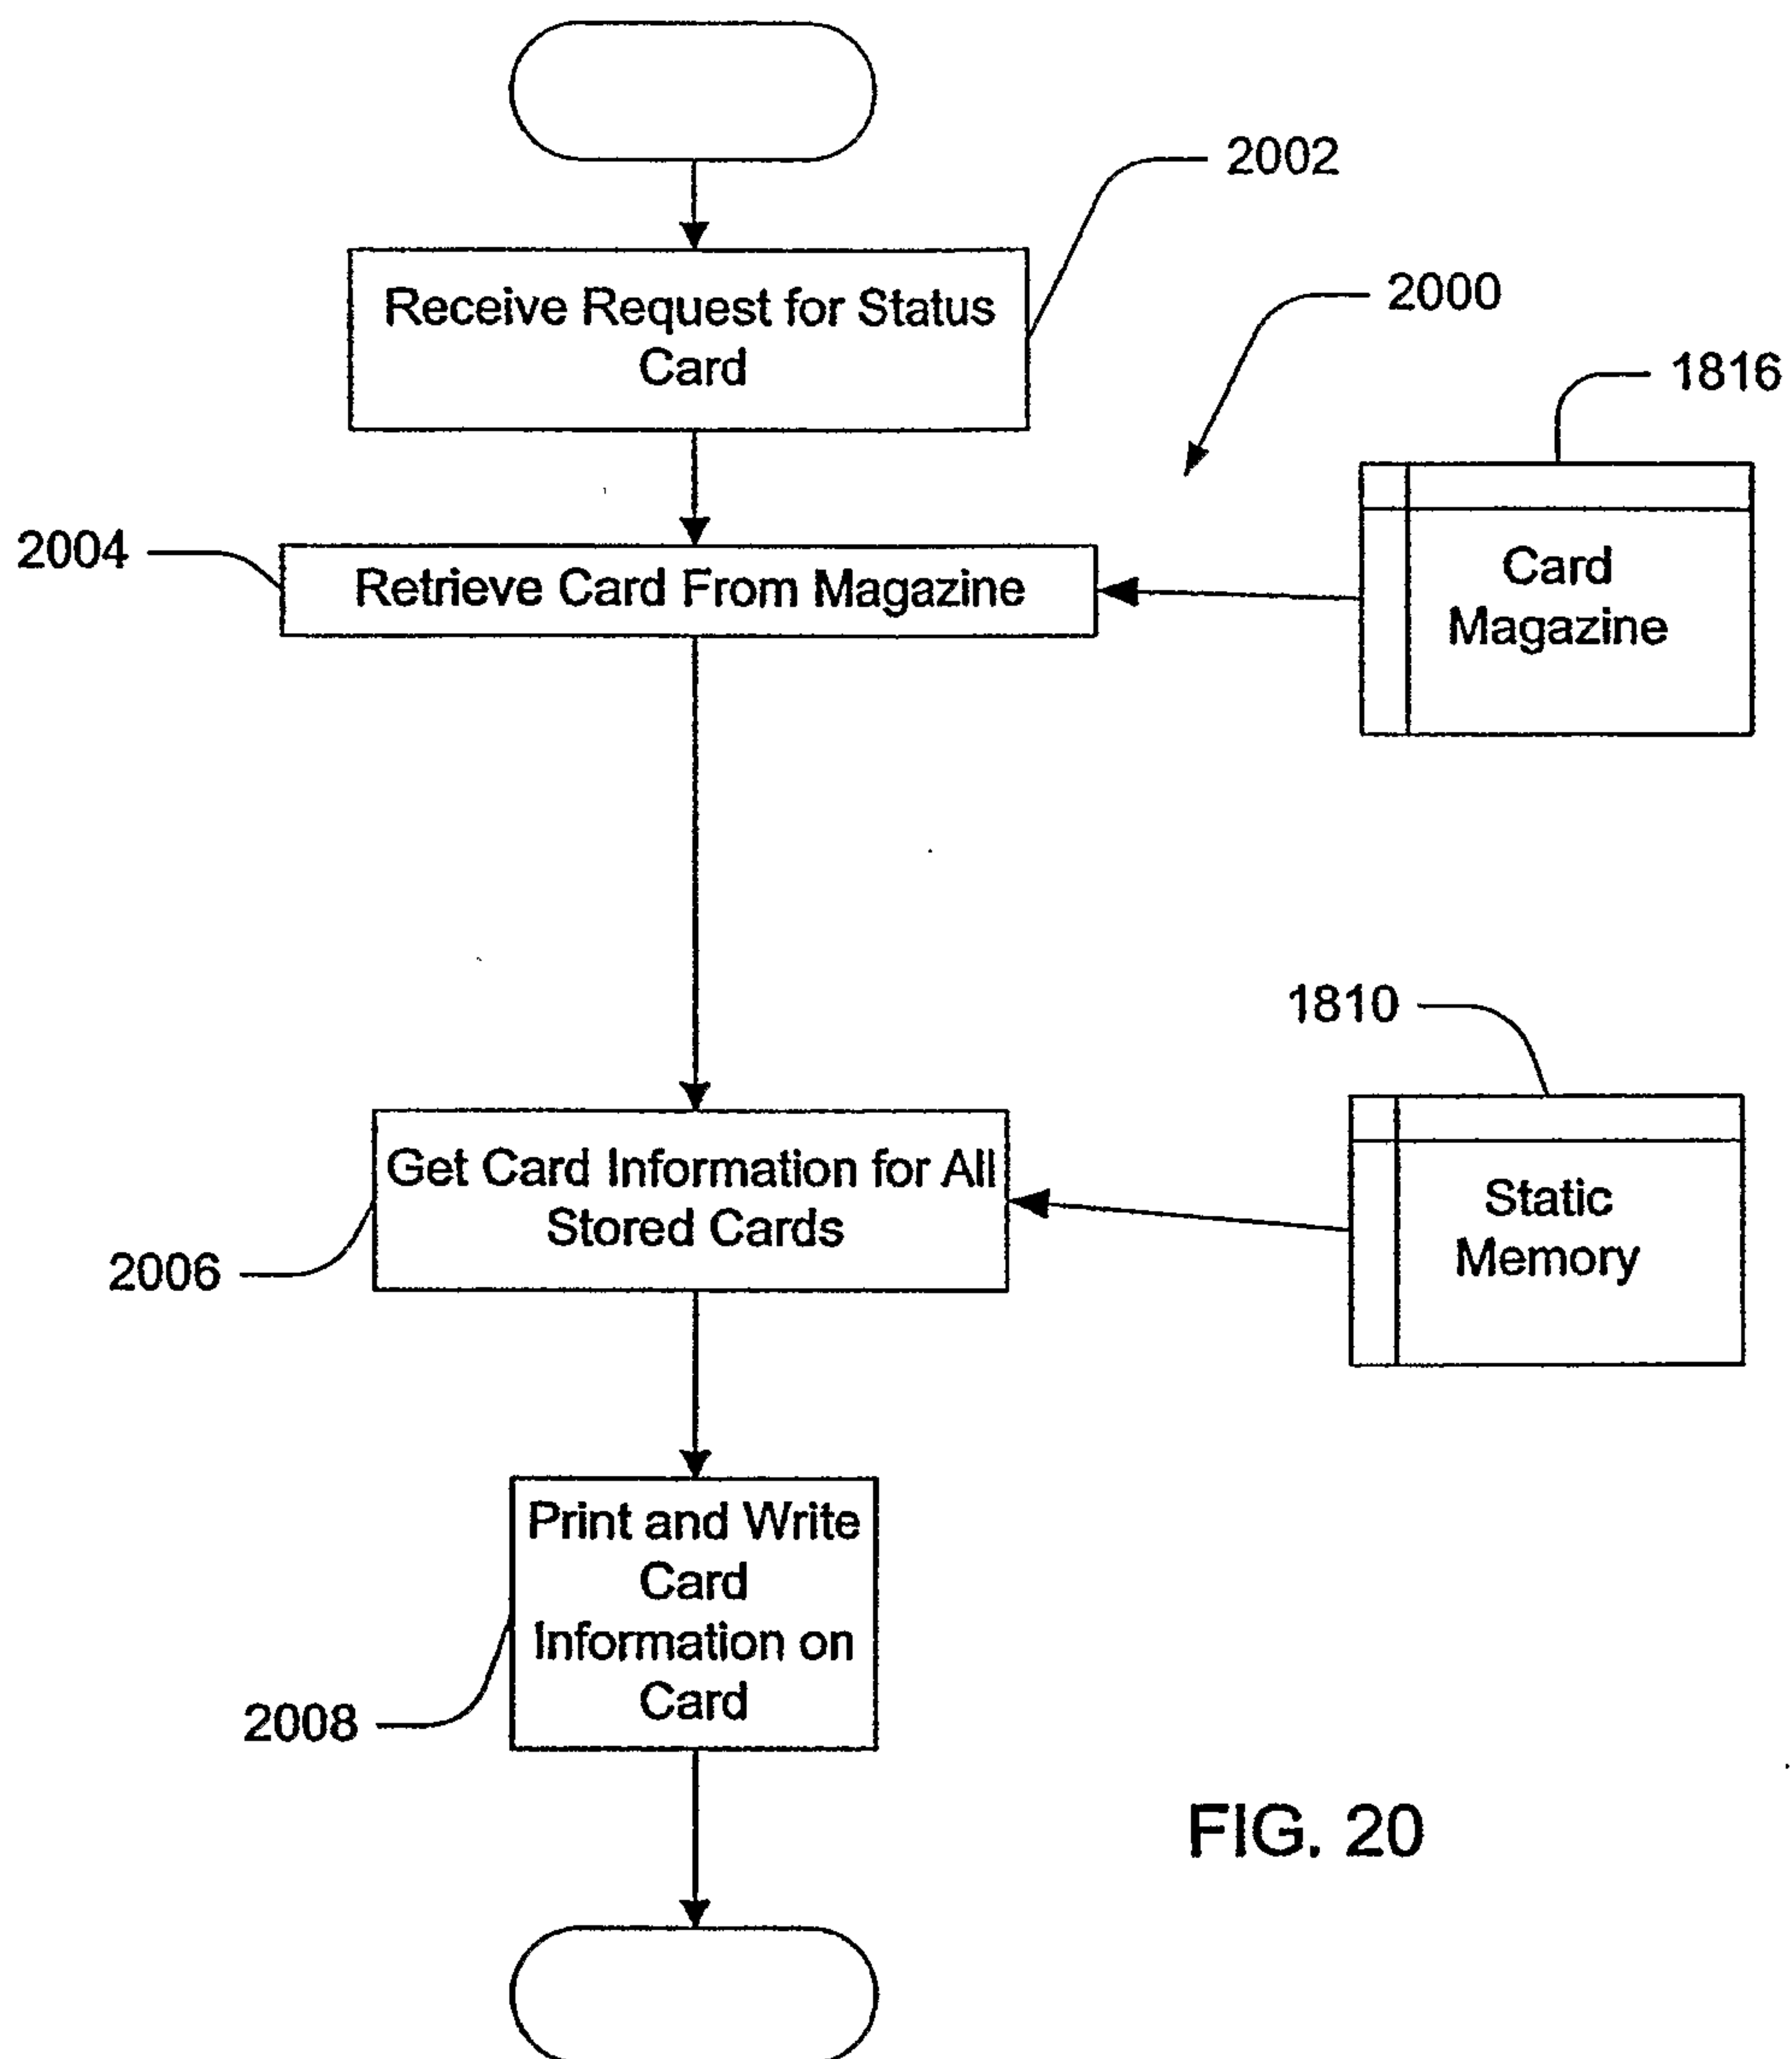 2002
Receive Request for Status
Card
2000
1816
2004
Retrieve Card From Magazine
Card
Magazine
1810
Get Card Information for All
Stored Cards
Static
Memory
2006
Print and Write
Card
Information on
Card
2008
FIG. 20